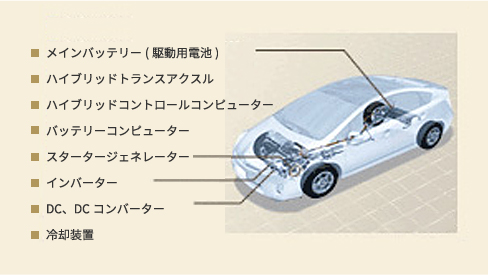 メインバッテリー ( 駆動用電池 )
ハイブリッドトランスアクスル
ハイブリッドコントロールコンピューター
バッテリーコンピューター
スタータージェネレーター
インバーター
DC、DC コンバーター
冷却装置